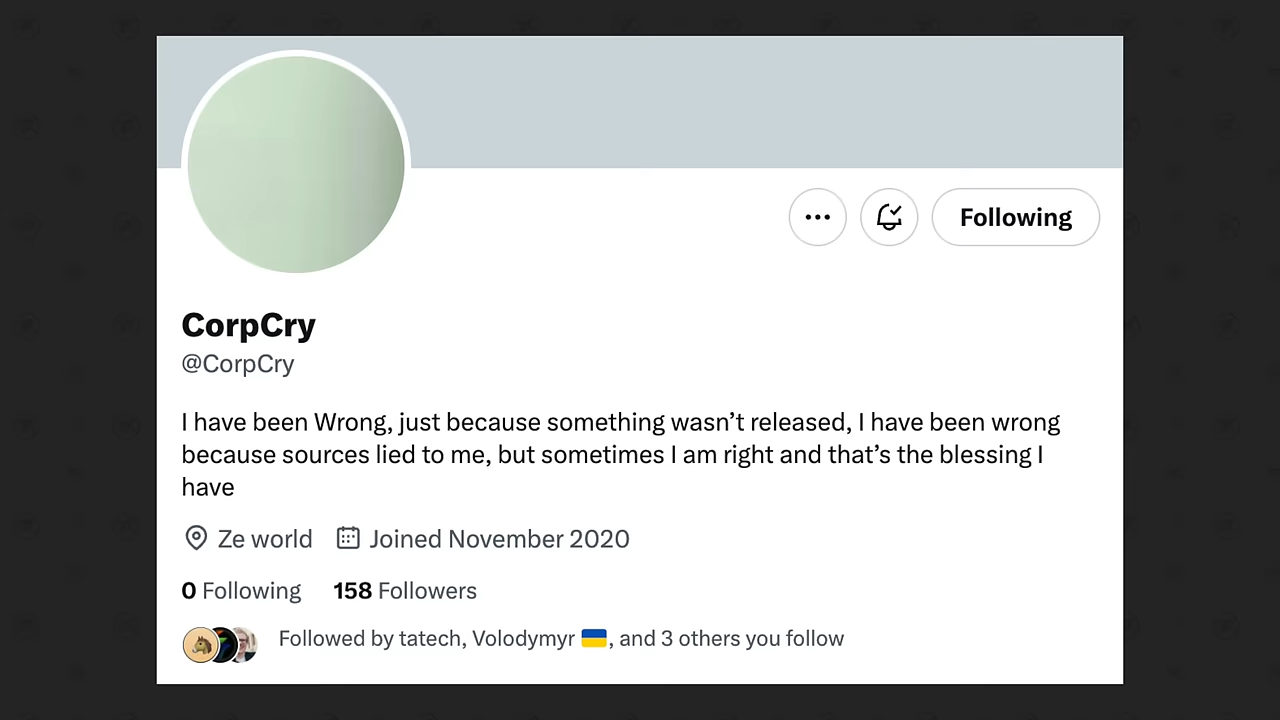 Following
CorpCry
@CorpCry
I have been Wrong, just because something wasn’t released, I have been wrong
because sources lied to me, but sometimes I am right and that’s the blessing I
have
Ze world Joined November 2020
0 Following 158 Followers
Followed by tatech, Volodymyr 🇺🇦, and 3 others you follow